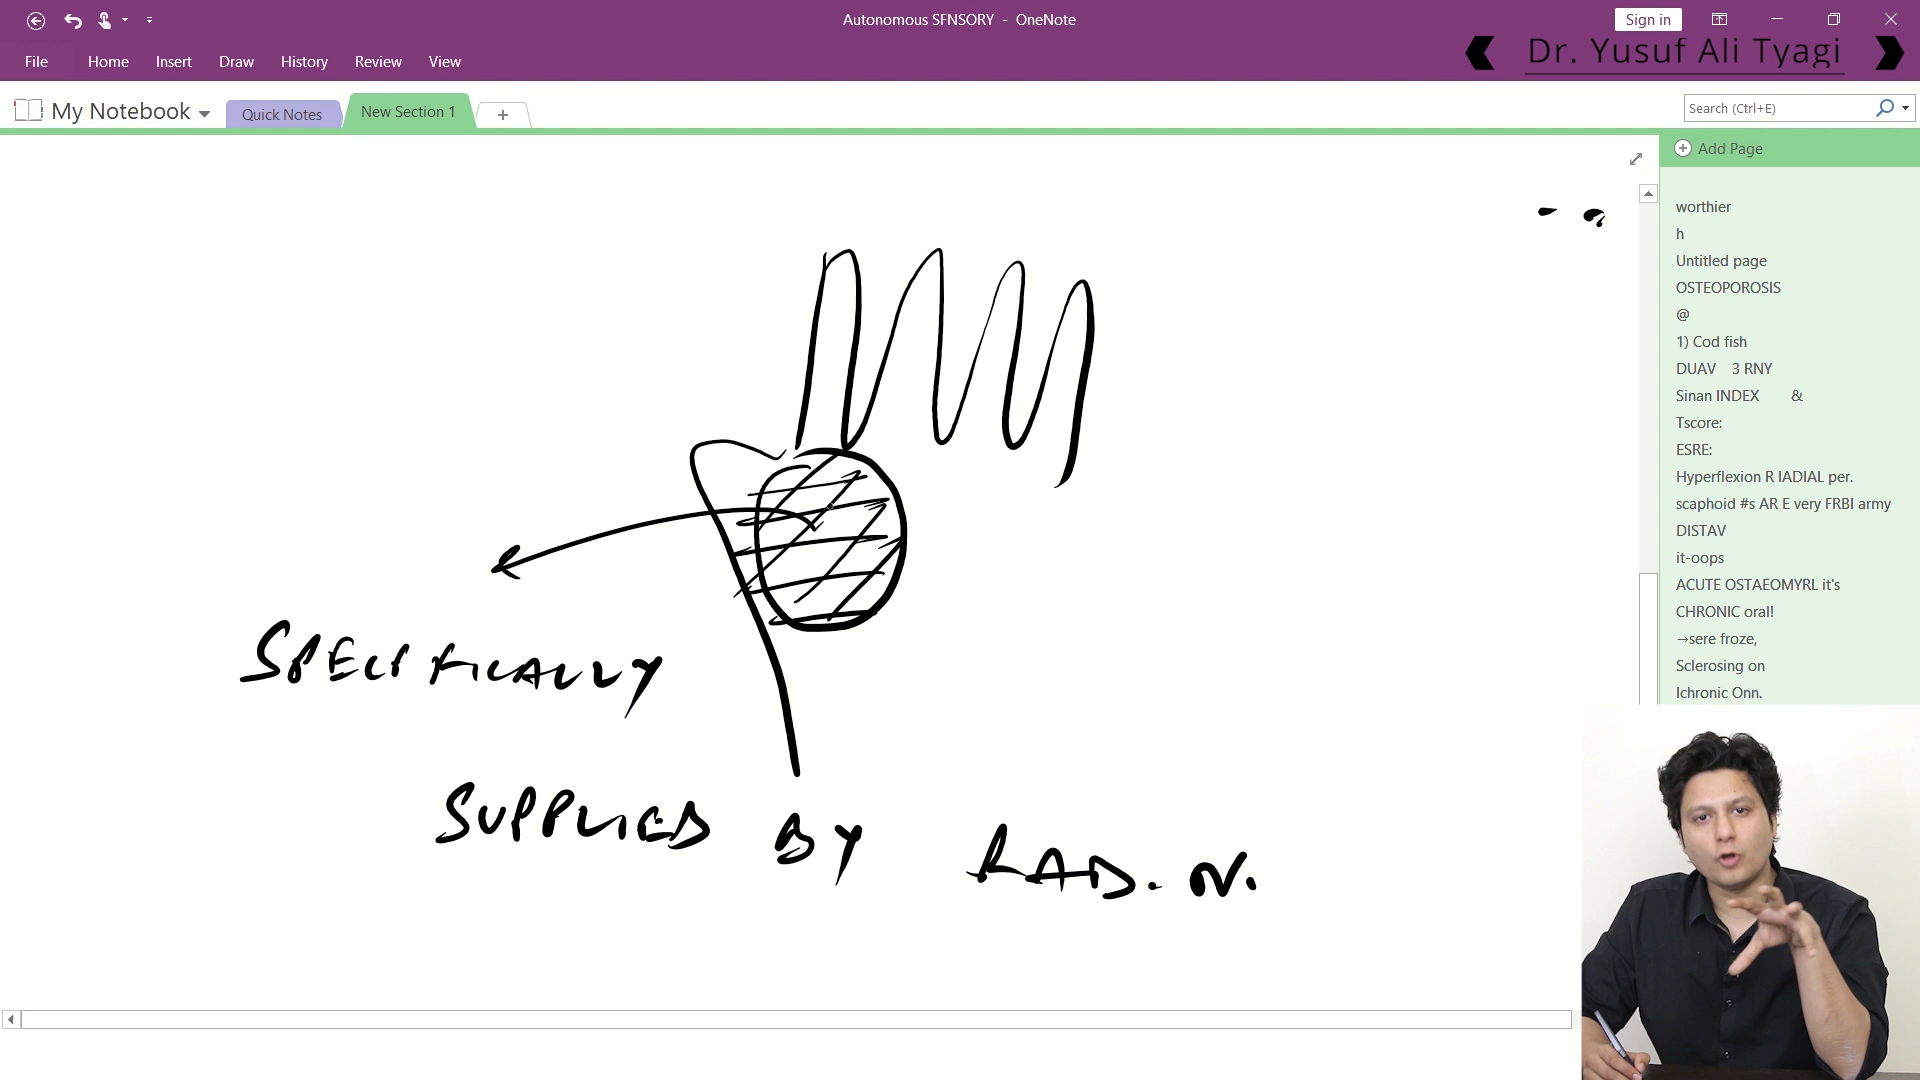 Autonomous SFNSORY - OneNote
Sign in
File Home Insert Draw History Review View
Dr. Yusuf Ali Tyagi
My Notebook
Quick Notes
New Section 1
Search (Ctrl+E)
Add Page
worthier
h
Untitled page
OSTEOPOROSIS
@
1) Cod fish
DUAV 3 RNY
Sinan INDEX &
Tscore:
ESRE:
Hyperflexion R IADIAL per.
scaphoid #s AR E very FRBI army
DISTAV
it-oops
ACUTE OSTAEOMYRL it's
CHRONIC oral!
→sere froze,
Sclerosing on
Ichronic Onn.
SPECIFICALLY
SUPPLIED BY RAD. N.